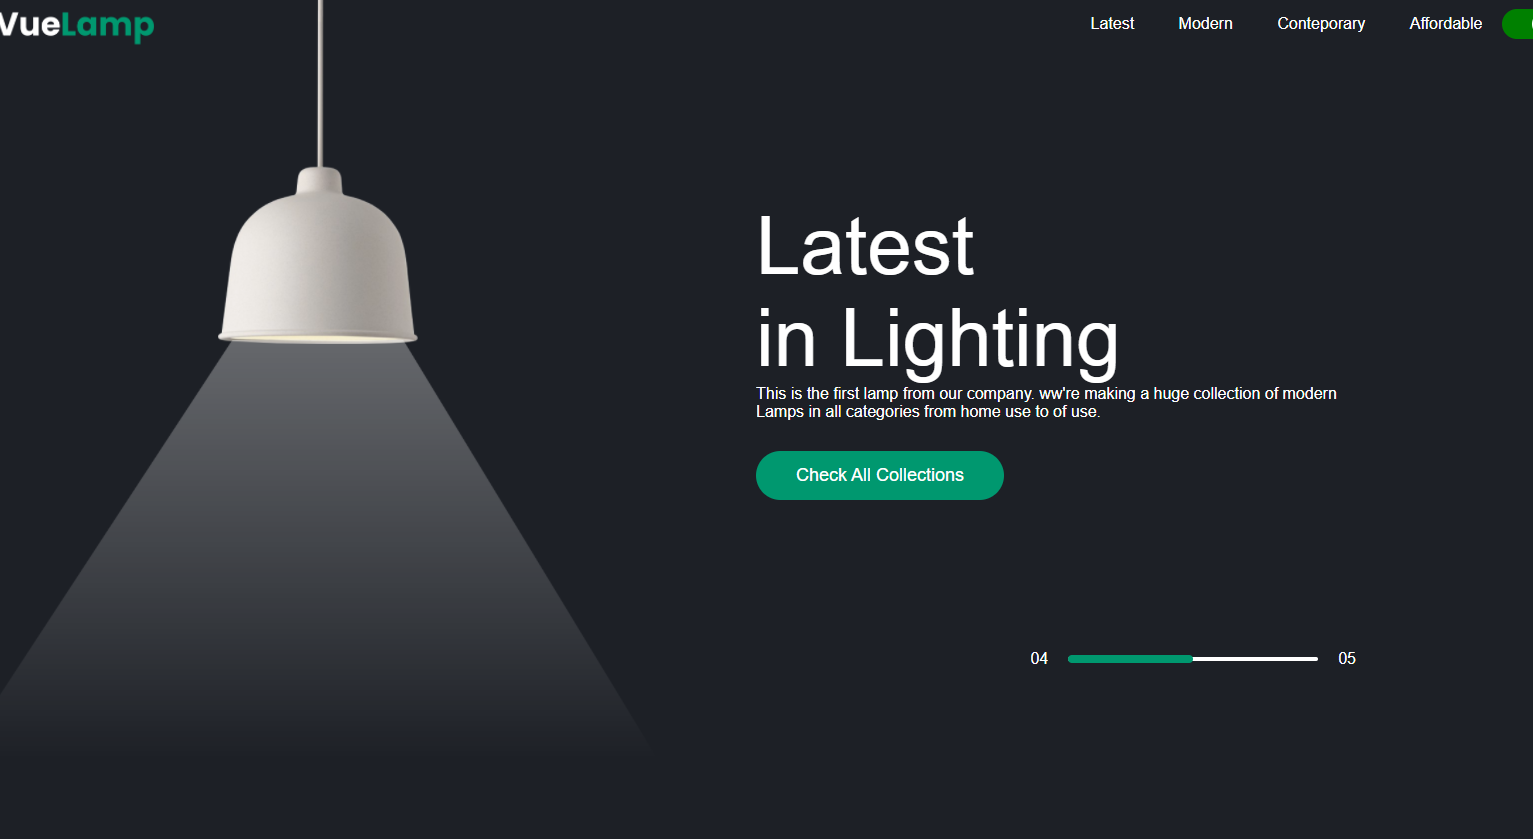 VueLamp
Latest Modern Conteporary Affordable
Latest
in Lighting
This is the first lamp from our company. ww're making a huge collection of modern
Lamps in all categories from home use to of use.
Check All Collections
04 05